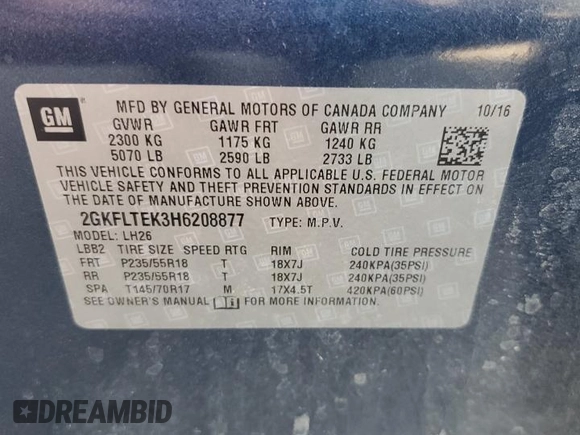 GM
MFD BY GENERAL MOTORS OF CANADA COMPANY 10/16
GVWR GAWR FRT GAWR RR
2300 KG 1175 KG 1240 KG
5070 LB 2590 LB 2733 LB
THIS VEHICLE CONFORMS TO ALL APPLICABLE U.S. FEDERAL MOTOR
VEHICLE SAFETY AND THEFT PREVENTION STANDARDS IN EFFECT ON
THE DATE OF MANUFACTURE SHOWN ABOVE.
2GKFLTEK3H6208877 TYPE: M.P.V.
MODEL: LH26
LBB2 TIRE SIZE SPEED RTG RIM COLD TIRE PRESSURE
FRT P235/55R18 T 18X7J 240KPA(35PSI)
RR P235/55R18 T 18X7J 240KPA(35PSI)
SPA T145/70R17 M 17X4.5T 420KPA(60PSI)
SEE OWNER'S MANUAL FOR MORE INFORMATION.
DREAMBID